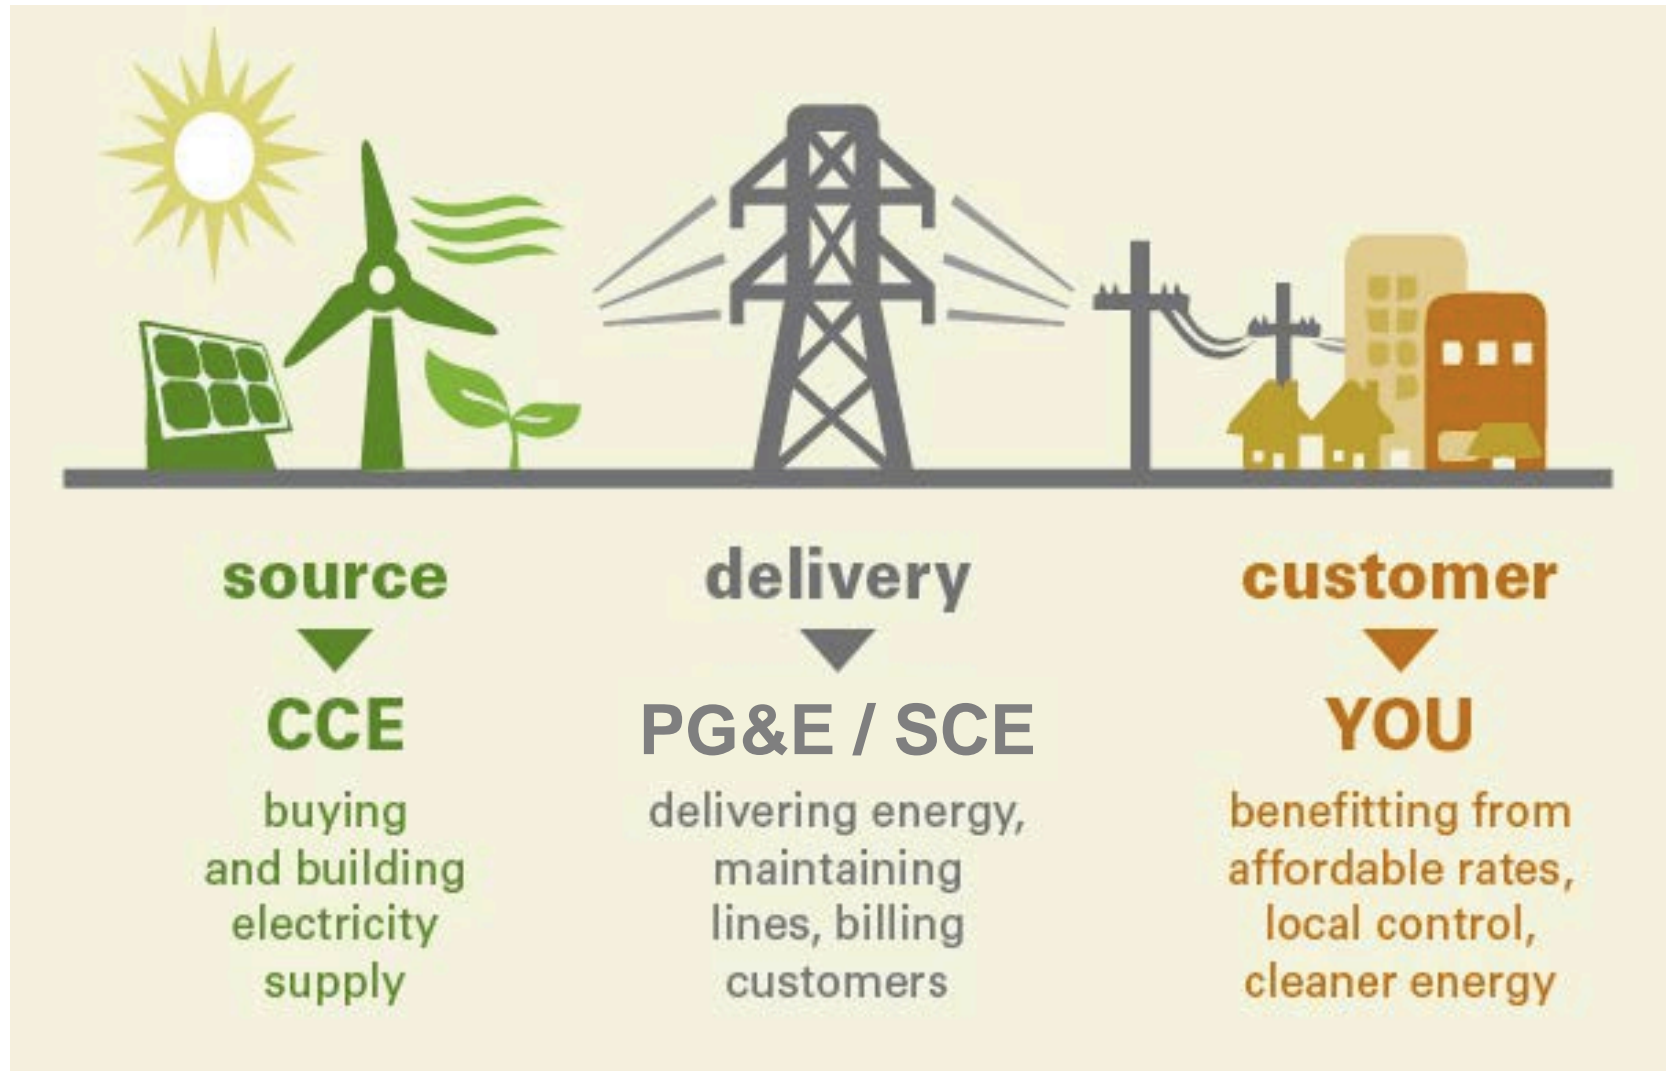 source
CCE
buying
and building
electricity
supply
delivery
PG&E / SCE
delivering energy,
maintaining
lines, billing
customers
customer
YOU
benefitting from
affordable rates,
local control,
cleaner energy